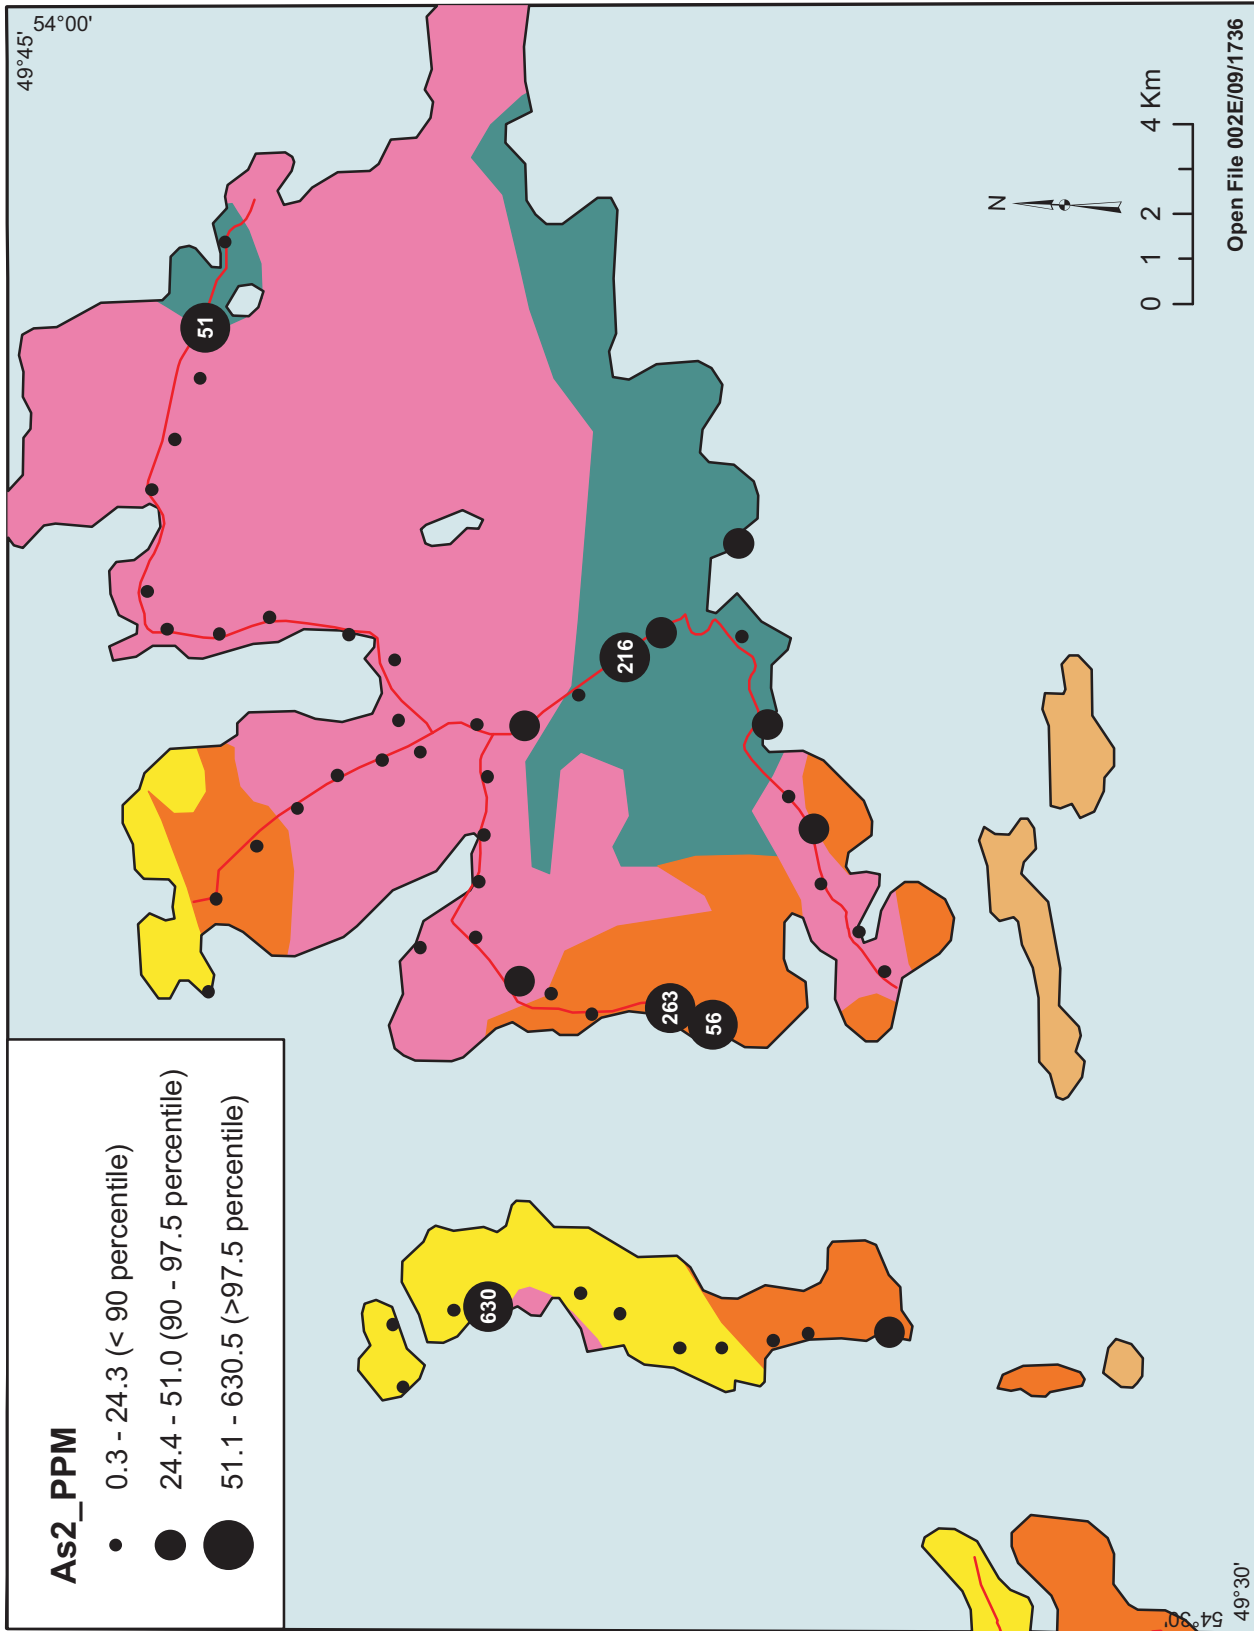 As2_PPM
0.3 - 24.3 (< 90 percentile)
24.4 - 51.0 (90 - 97.5 percentile)
51.1 - 630.5 (>97.5 percentile)
49°45'
54°00'
51
216
263
56
630
N
0 1 2 4 Km
54°30'
49°30'
Open File 002E/09/1736